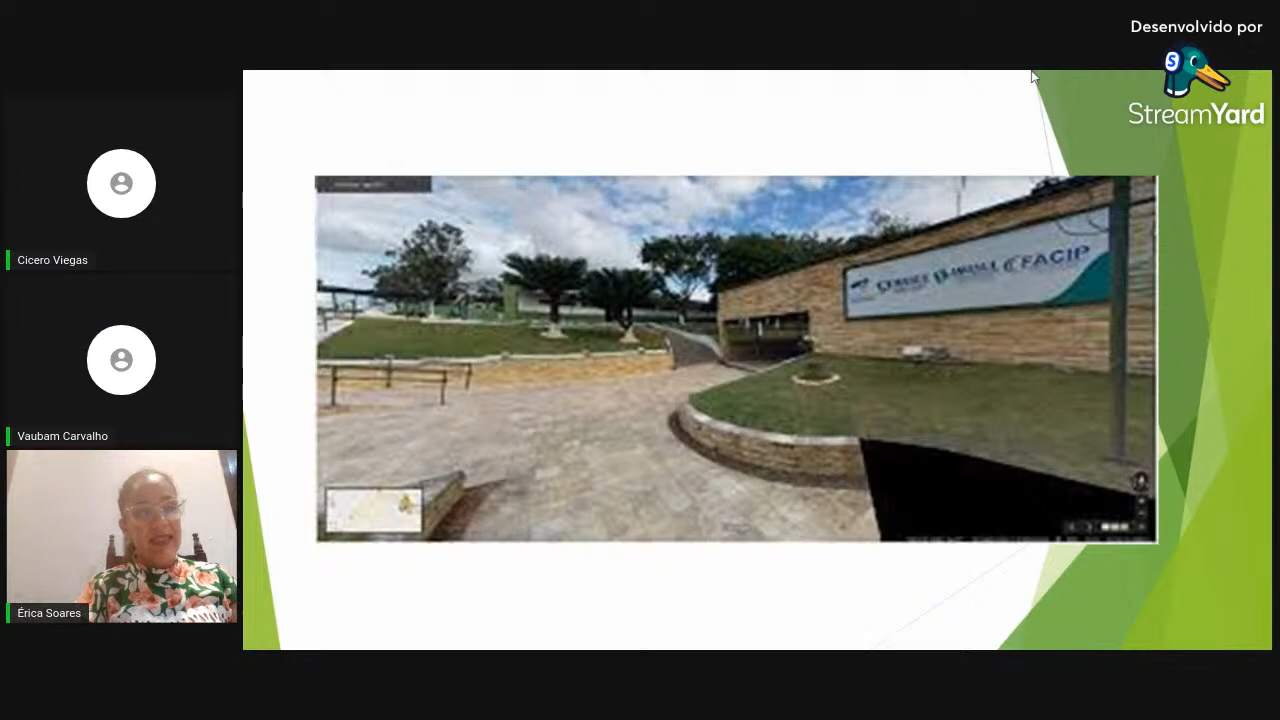 Desenvolvido por
StreamYard
FACIP
Cicero Viegas
Vaubam Carvalho
Érica Soares